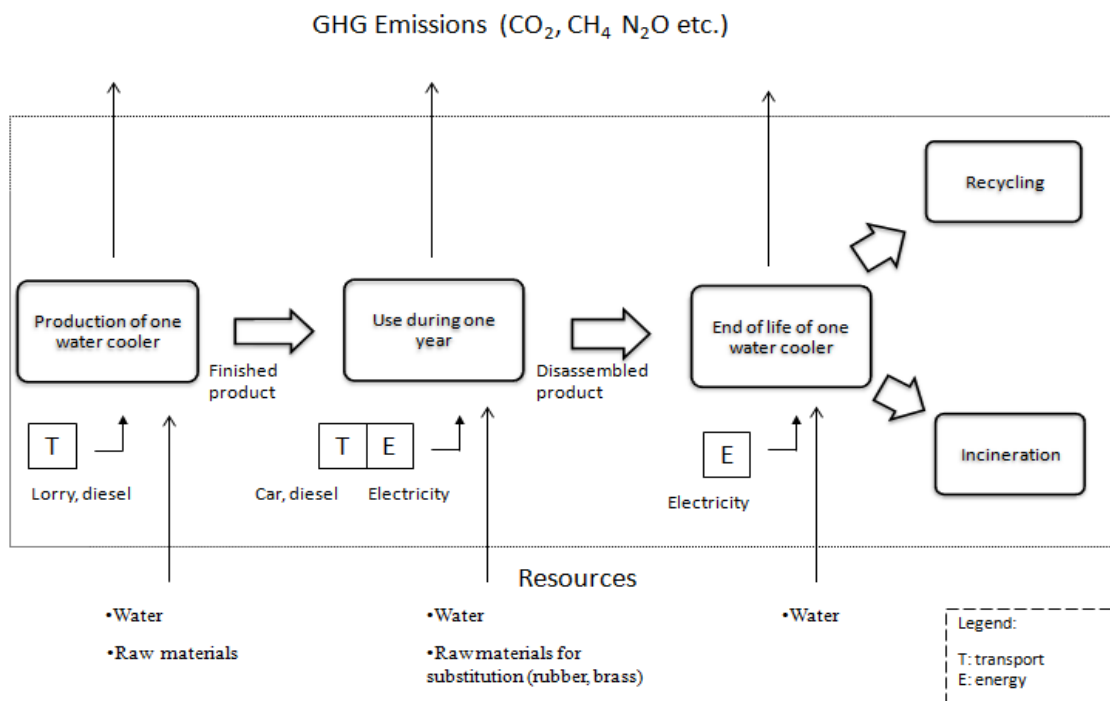 GHG Emissions (CO₂, CH₄ N₂O etc.)
Recycling
Production of one
water cooler
Use during one
year
End of life of one
water cooler
Finished
product
Disassembled
product
T
T E
E
Incineration
Lorry, diesel
Car, diesel Electricity
Electricity
Resources
•Water
•Raw materials
•Water
•Raw materials for
substitution (rubber, brass)
•Water
Legend:
T: transport
E: energy